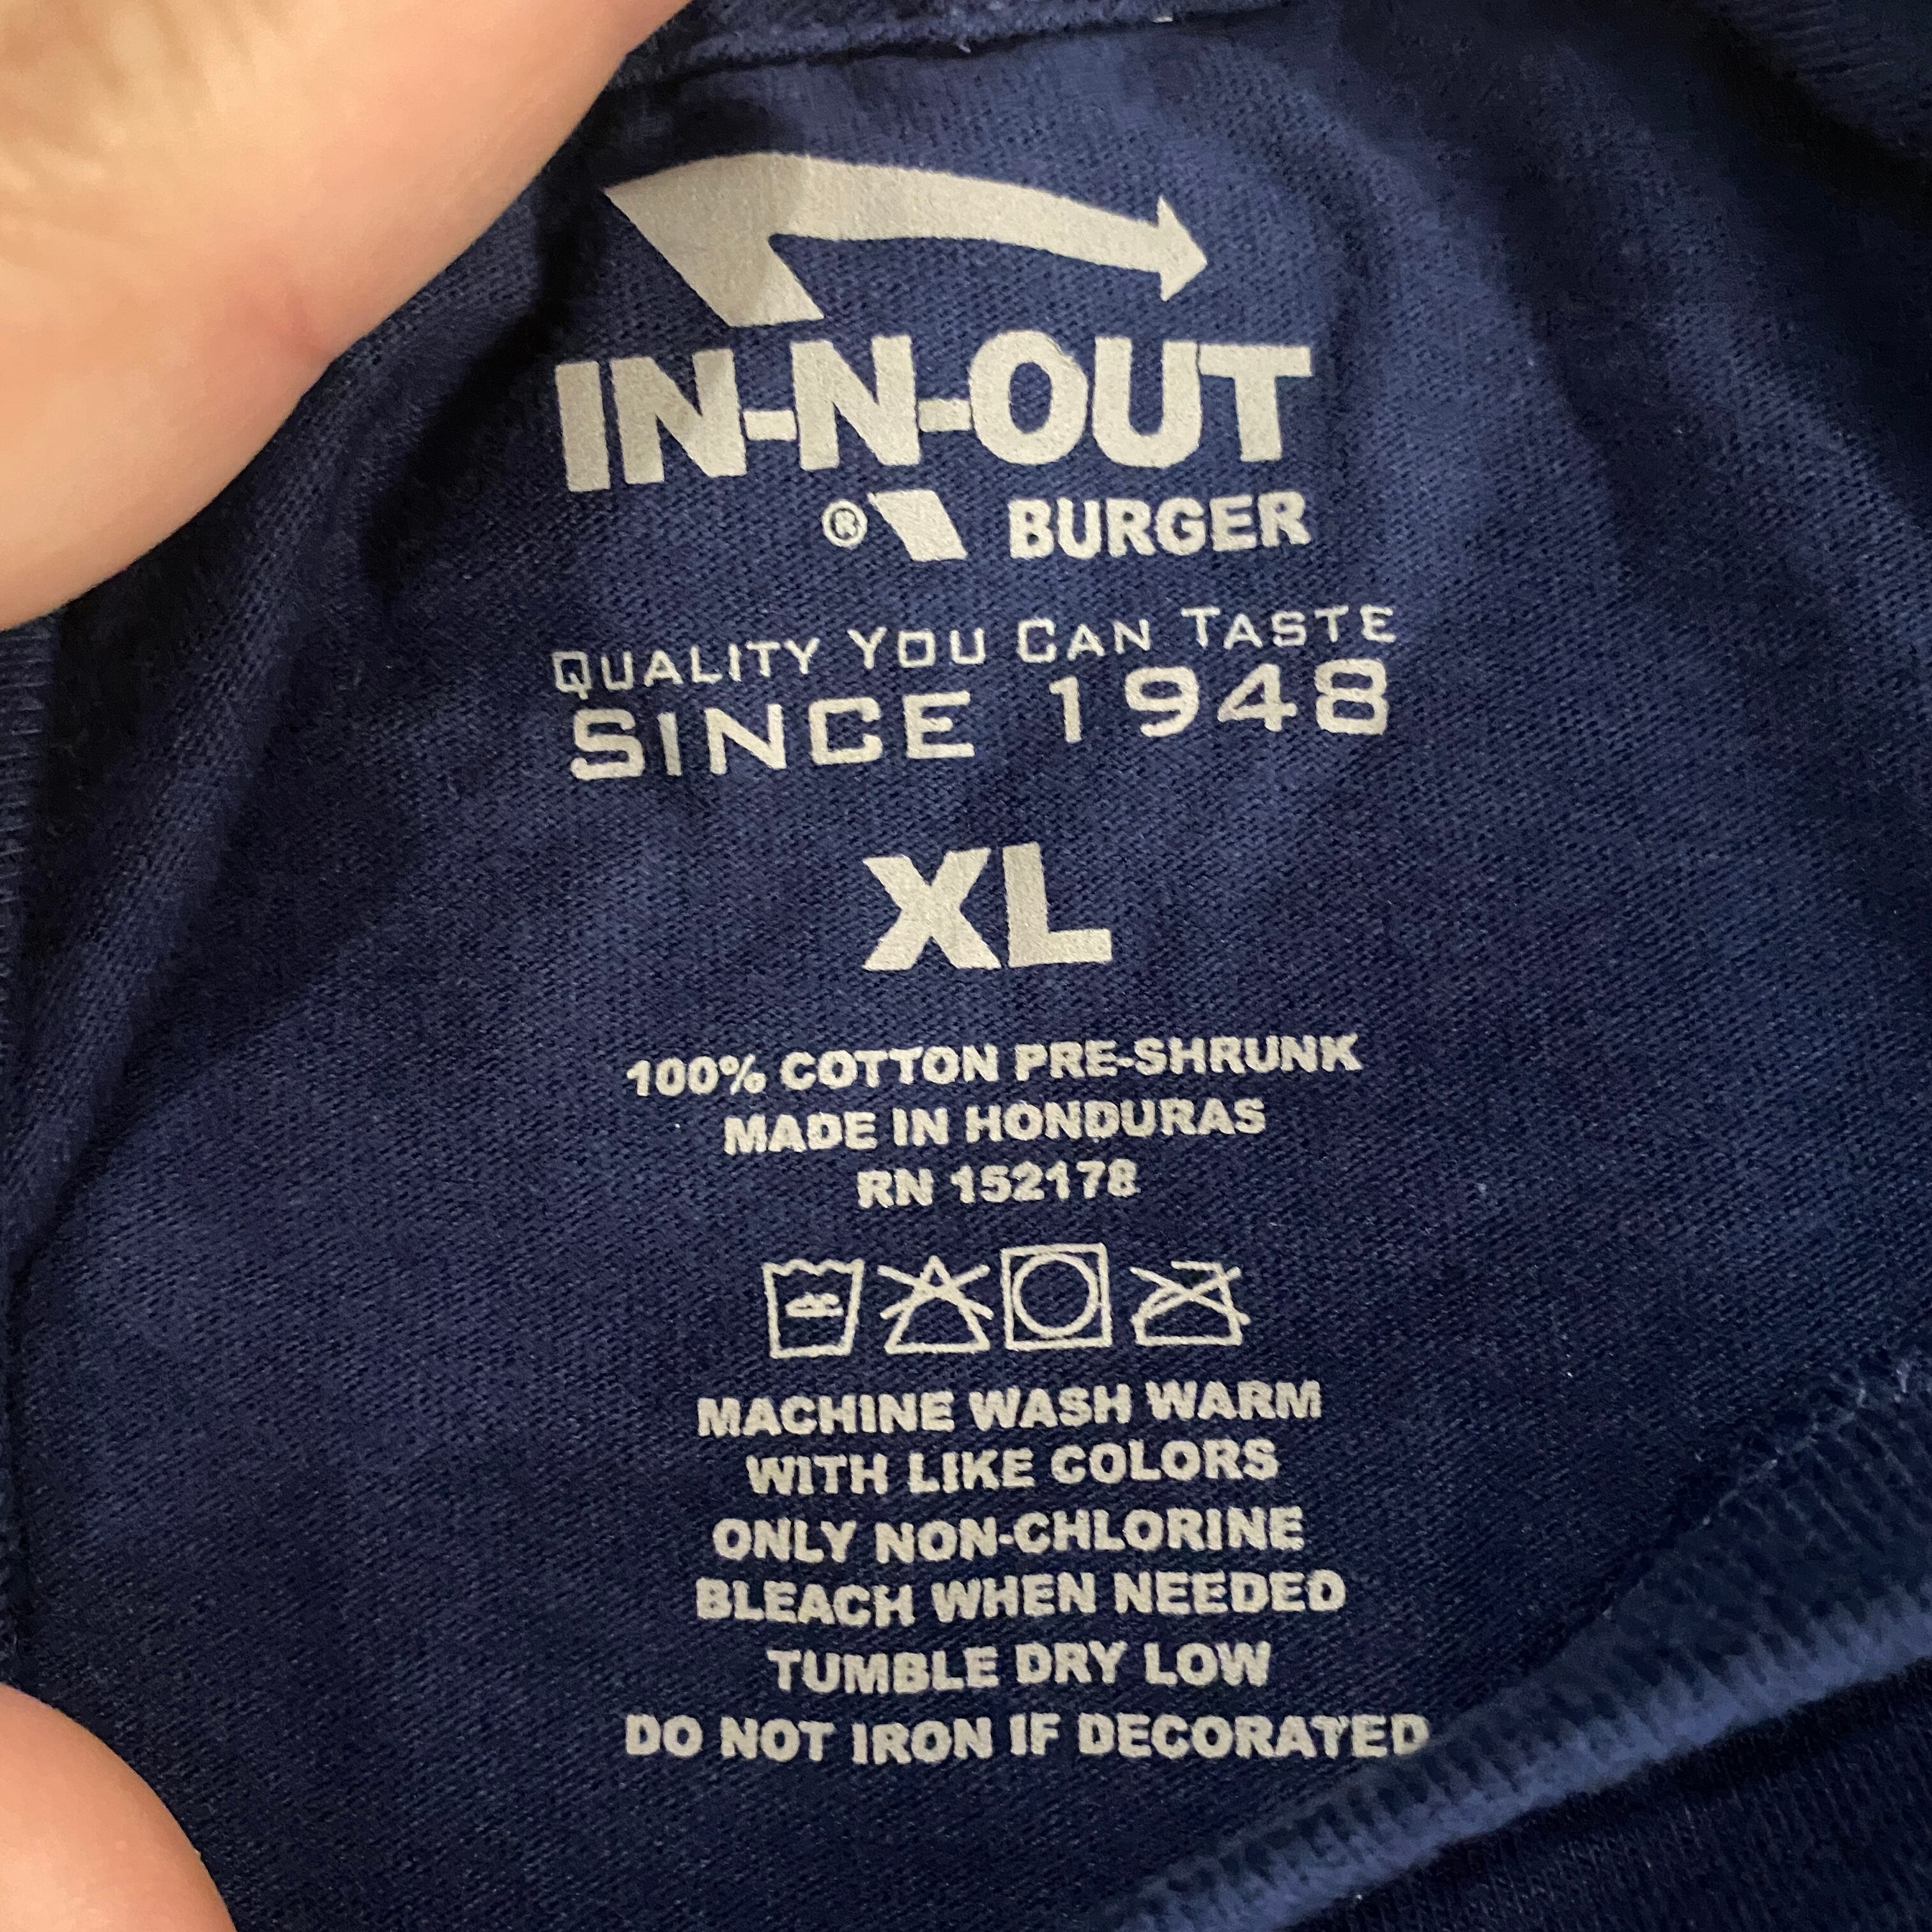 IN-N-OUT
® BURGER
QUALITY YOU CAN TASTE
SINCE 1948
XL
100% COTTON PRE-SHRUNK
MADE IN HONDURAS
RN 152178
MACHINE WASH WARM
WITH LIKE COLORS
ONLY NON-CHLORINE
BLEACH WHEN NEEDED
TUMBLE DRY LOW
DO NOT IRON IF DECORATED